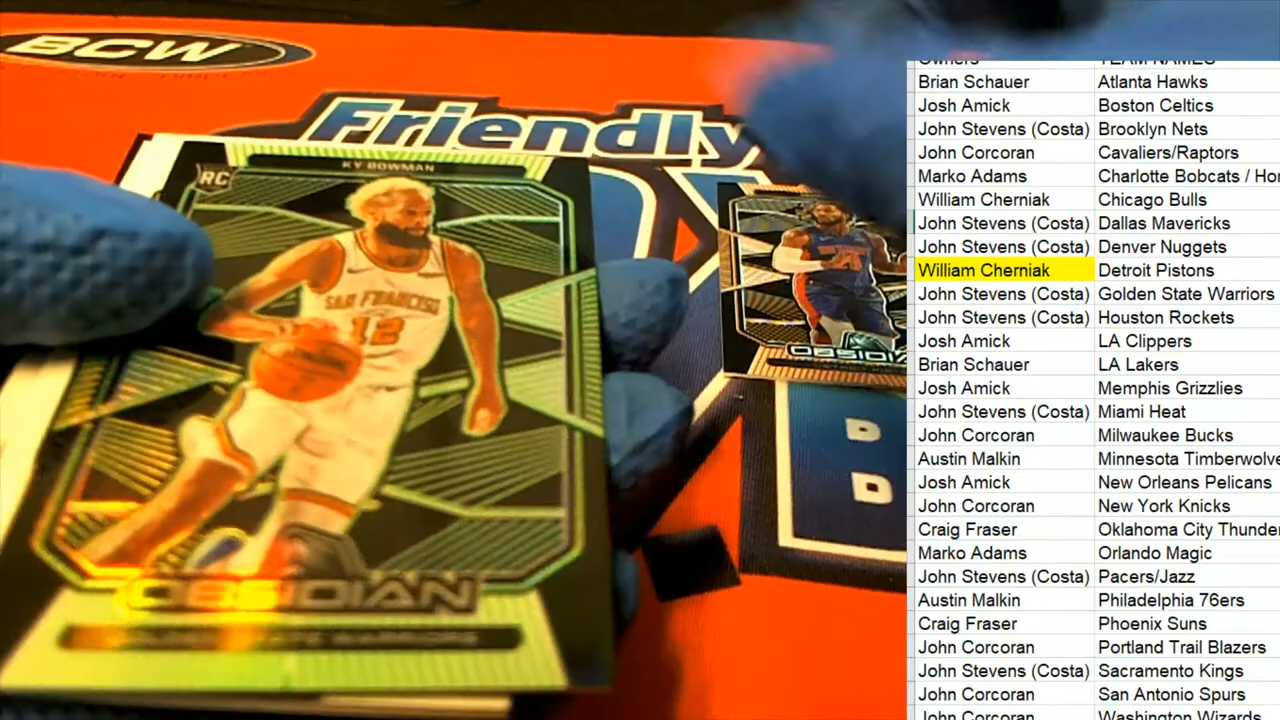 BCW
Friendly
RC
KY BOWMAN
SAN FRANCISCO
12
OBSIDIAN
WARRIORS
OBSIDIA
B
D
D
Owners TEAM NAMES
Brian Schauer Atlanta Hawks
Josh Amick Boston Celtics
John Stevens (Costa) Brooklyn Nets
John Corcoran Cavaliers/Raptors
Marko Adams Charlotte Bobcats / Hor
William Cherniak Chicago Bulls
John Stevens (Costa) Dallas Mavericks
John Stevens (Costa) Denver Nuggets
William Cherniak Detroit Pistons
John Stevens (Costa) Golden State Warriors
John Stevens (Costa) Houston Rockets
Josh Amick LA Clippers
Brian Schauer LA Lakers
Josh Amick Memphis Grizzlies
John Stevens (Costa) Miami Heat
John Corcoran Milwaukee Bucks
Austin Malkin Minnesota Timberwolve
Josh Amick New Orleans Pelicans
John Corcoran New York Knicks
Craig Fraser Oklahoma City Thunder
Marko Adams Orlando Magic
John Stevens (Costa) Pacers/Jazz
Austin Malkin Philadelphia 76ers
Craig Fraser Phoenix Suns
John Corcoran Portland Trail Blazers
John Stevens (Costa) Sacramento Kings
John Corcoran San Antonio Spurs
John Corcoran Washington Wizards